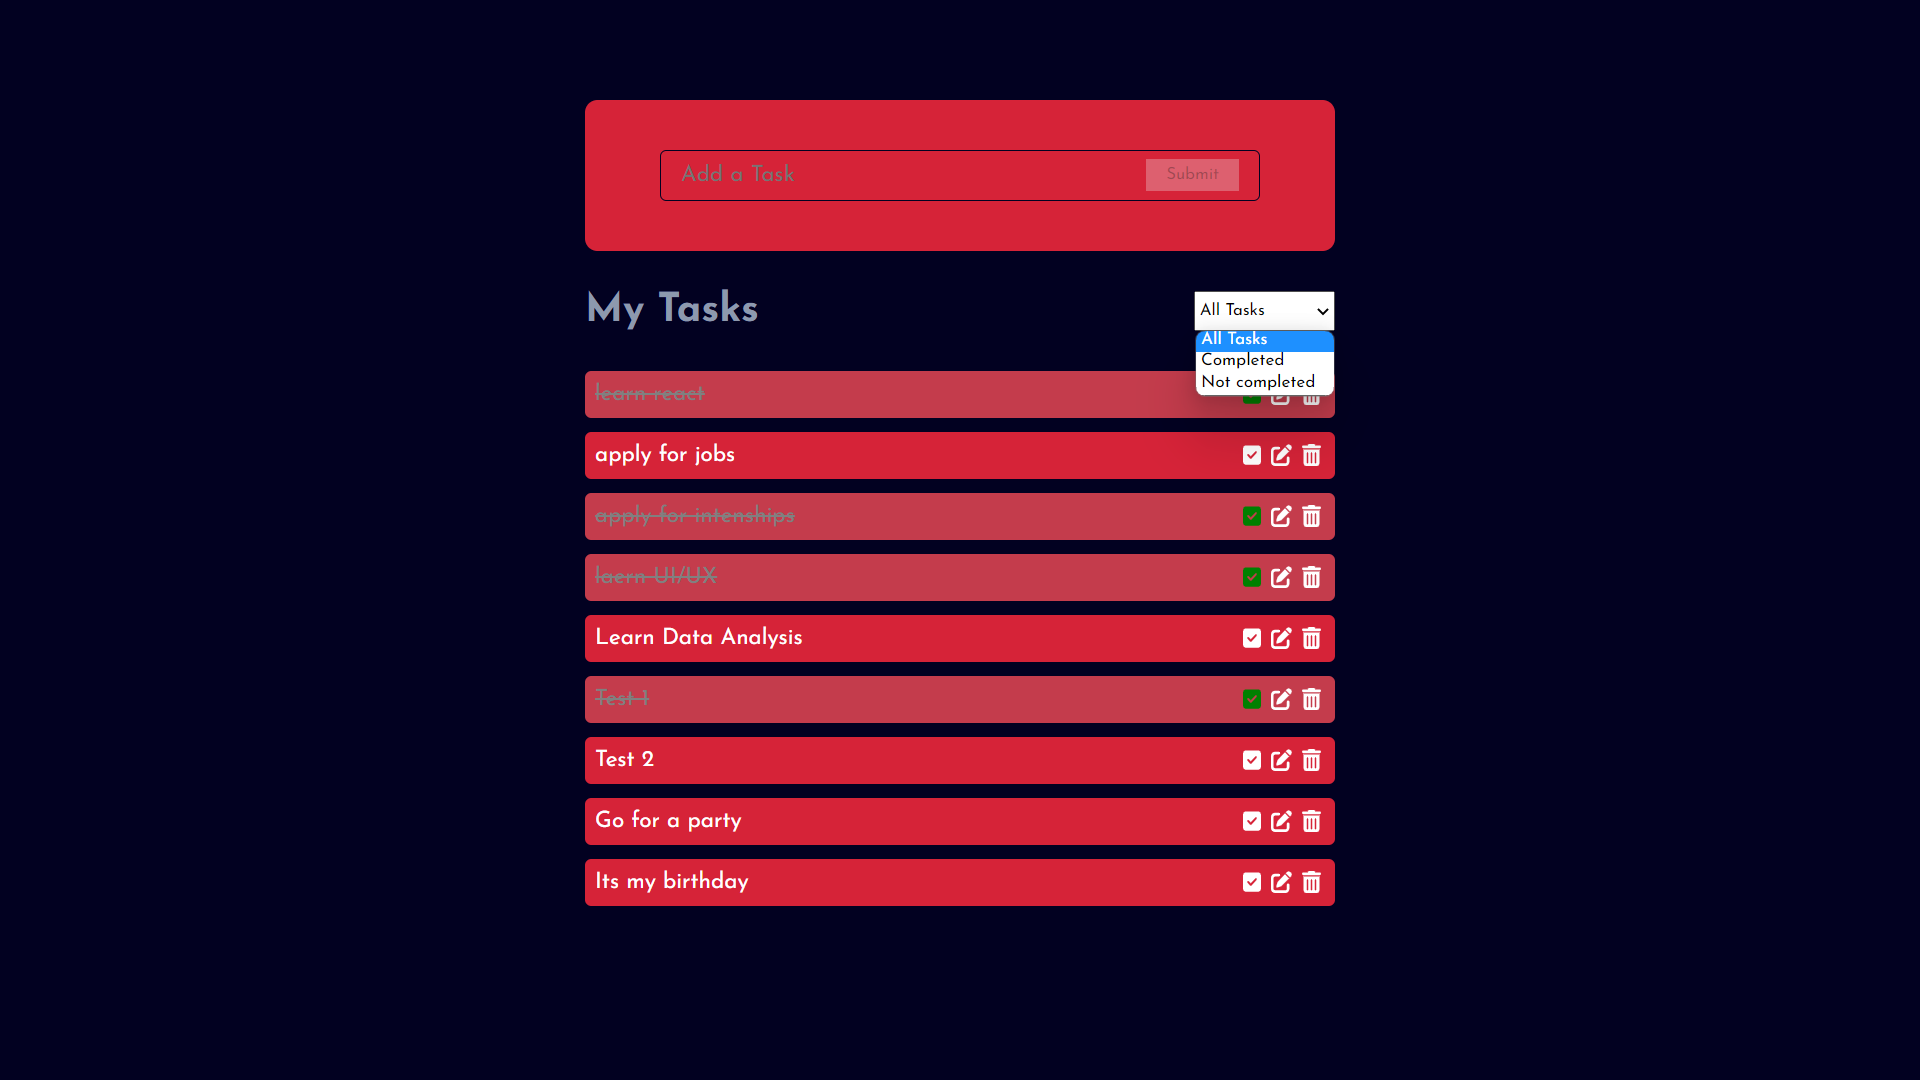 Add a Task
Submit
My Tasks
All Tasks
All Tasks
Completed
Not completed
learn react
apply for jobs
apply for intenships
laern UI/UX
Learn Data Analysis
Test 1
Test 2
Go for a party
Its my birthday